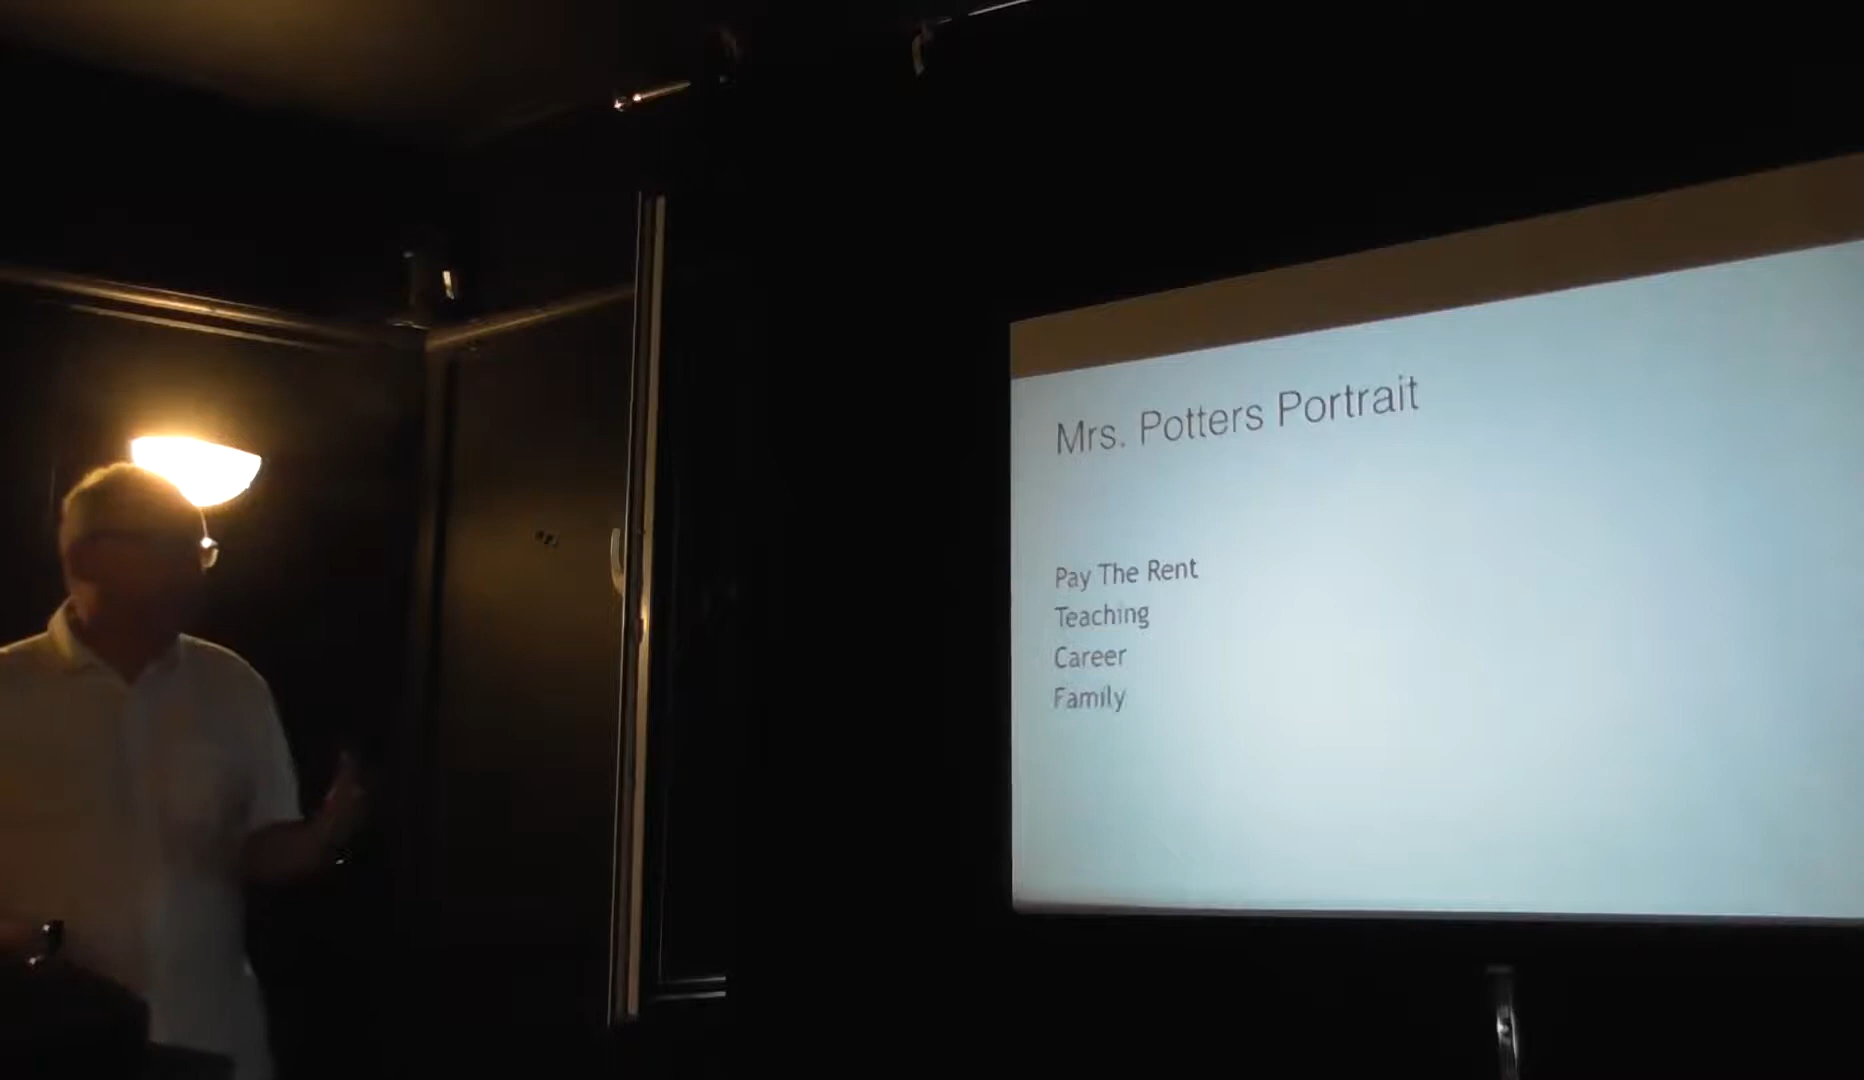 Mrs. Potters Portrait
Pay The Rent
Teaching
Career
Family